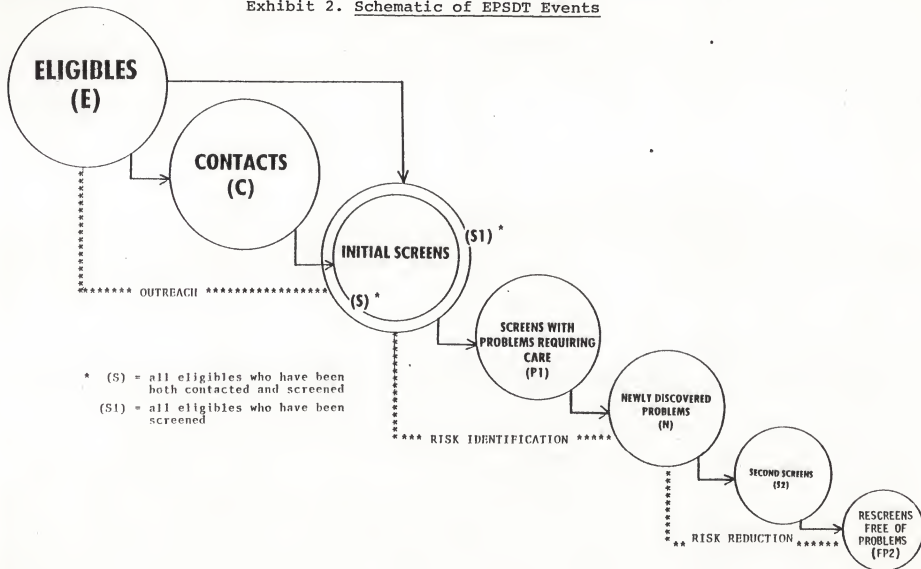 Exhibit 2. Schematic of EPSDT Events
ELIGIBLES
(E)
CONTACTS
(C)
INITIAL SCREENS
(S1) *
(S) *
******* OUTREACH *****************
SCREENS WITH
PROBLEMS REQUIRING
CARE
(P1)
* (S) = all eligibles who have been
both contacted and screened
(S1) = all eligibles who have been
screened
NEWLY DISCOVERED
PROBLEMS
(N)
**** RISK IDENTIFICATION *****
SECOND SCREENS
(S2)
RESCREENS
FREE OF
PROBLEMS
(FP2)
** RISK REDUCTION ******